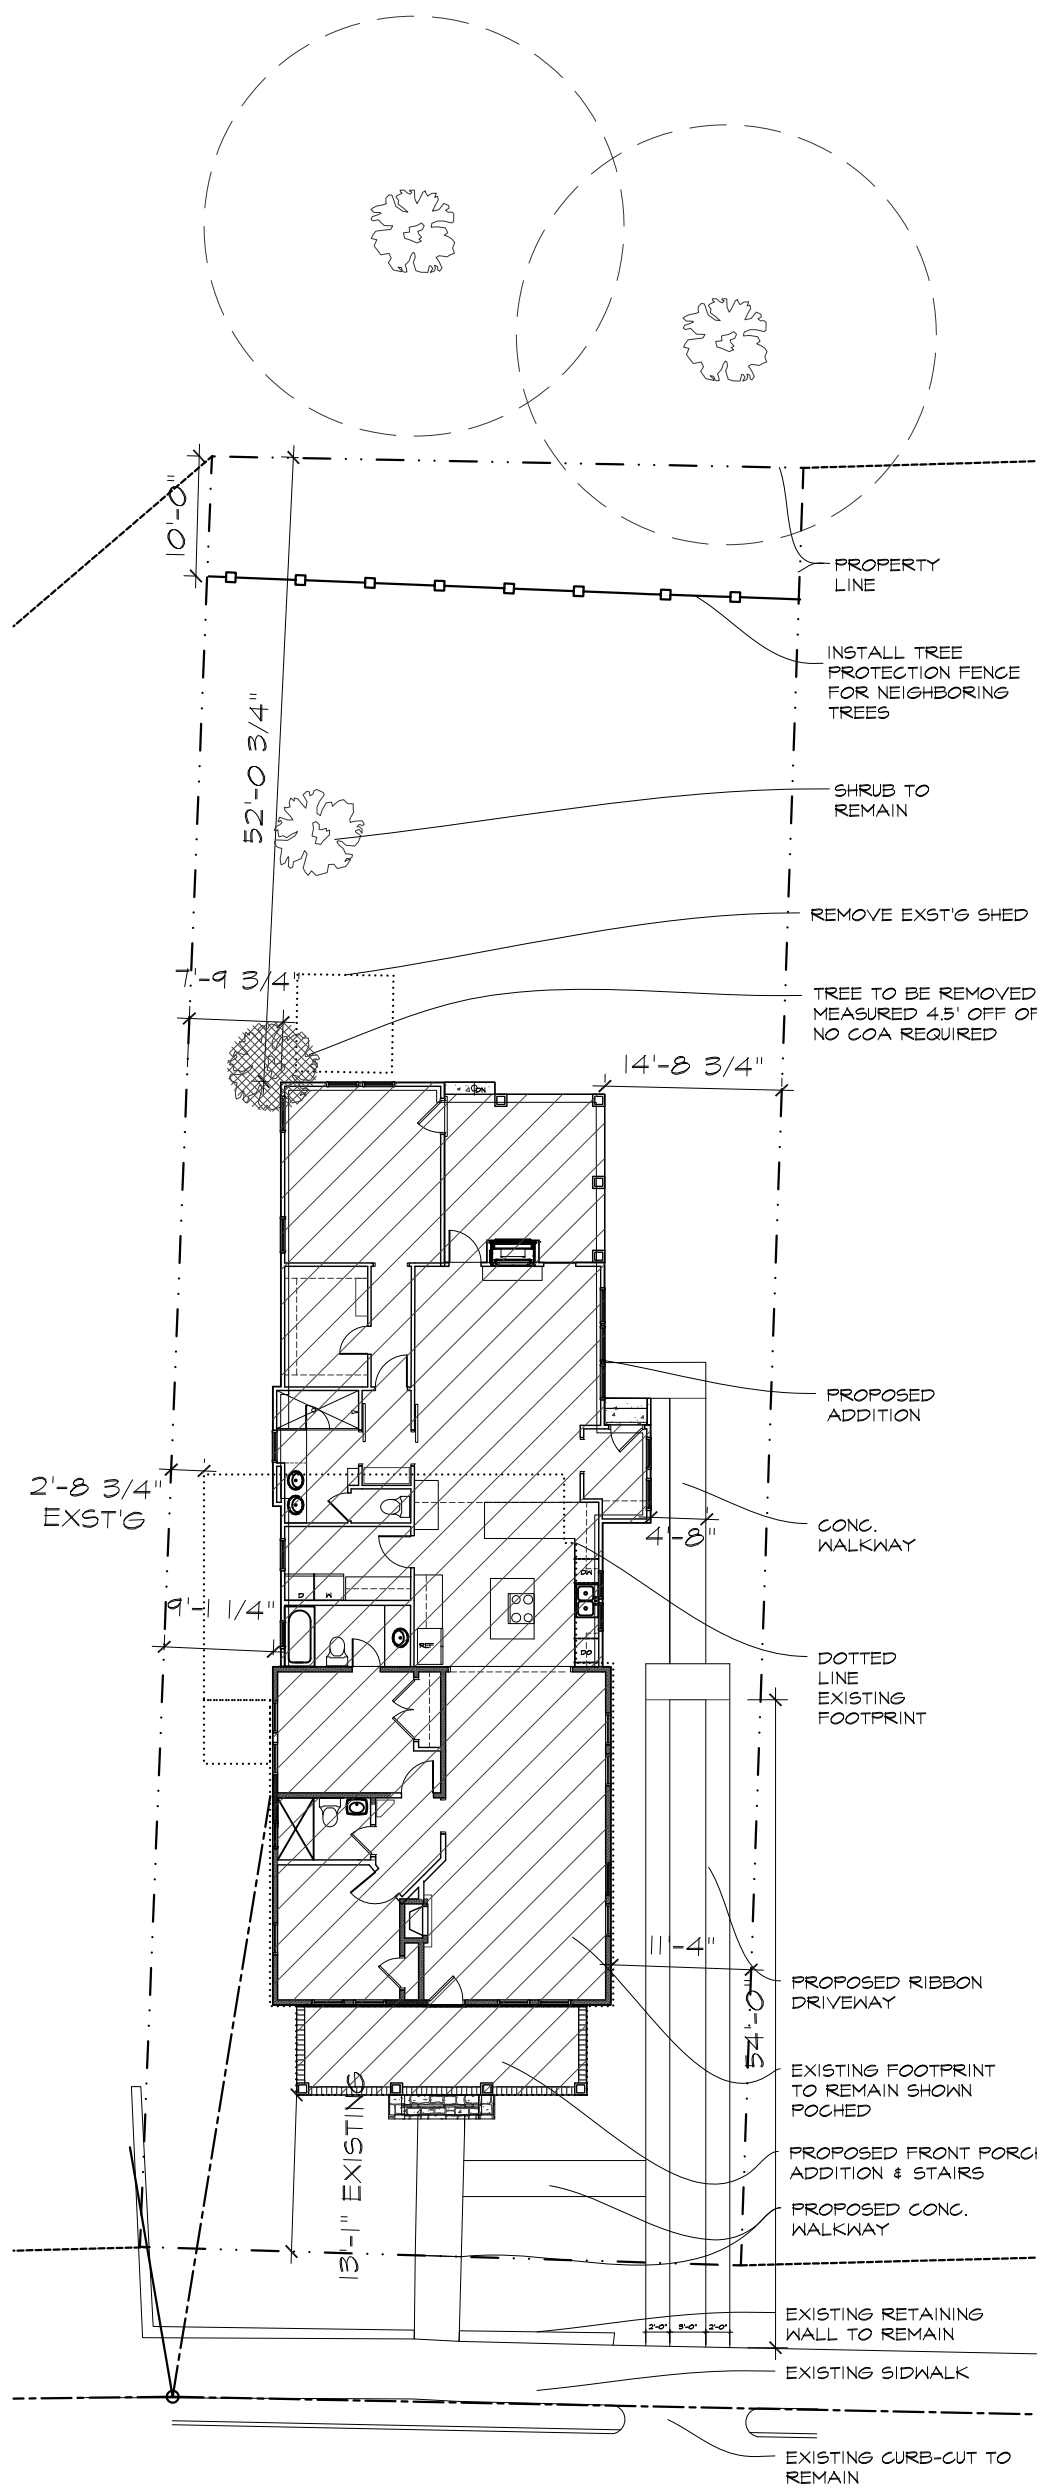 10'-0"
PROPERTY
LINE
INSTALL TREE
PROTECTION FENCE
FOR NEIGHBORING
TREES
52'-0 3/4"
SHRUB TO
REMAIN
REMOVE EXST'G SHED
7'-9 3/4"
TREE TO BE REMOVED
MEASURED 4.5' OFF OF
NO COA REQUIRED
14'-8 3/4"
PROPOSED
ADDITION
2'-8 3/4"
EXST'G
4'-8"
CONC.
WALKWAY
DW
D
W
9'-1 1/4"
REF
DOTTED
LINE
EXISTING
FOOTPRINT
11'-4"
PROPOSED RIBBON
DRIVEWAY
54'-0"
EXISTING FOOTPRINT
TO REMAIN SHOWN
POCHED
13'-1" EXISTING
PROPOSED FRONT PORCH
ADDITION & STAIRS
PROPOSED CONC.
WALKWAY
EXISTING RETAINING
WALL TO REMAIN
2'-0" 3'-0" 2'-0"
EXISTING SIDWALK
EXISTING CURB-CUT TO
REMAIN